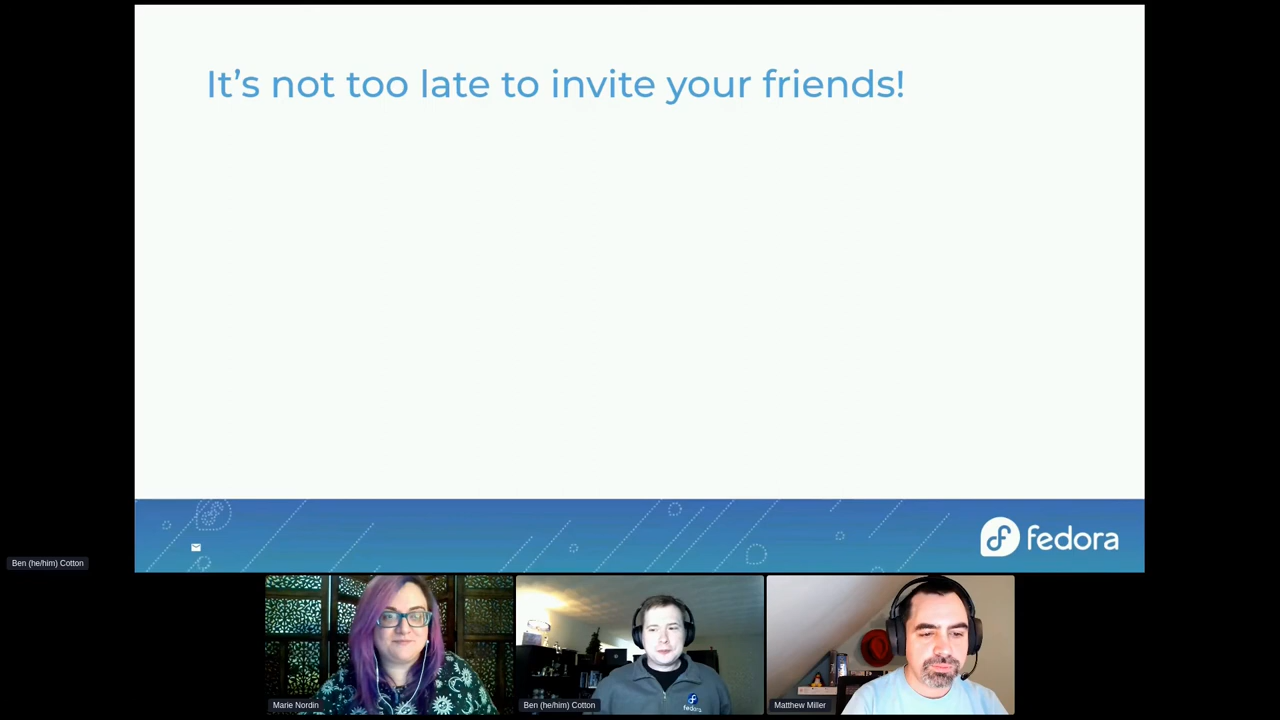 It's not too late to invite your friends!
fedora
Ben (he/him) Cotton
fedora
Marie Nordin
Ben (he/him) Cotton
Matthew Miller